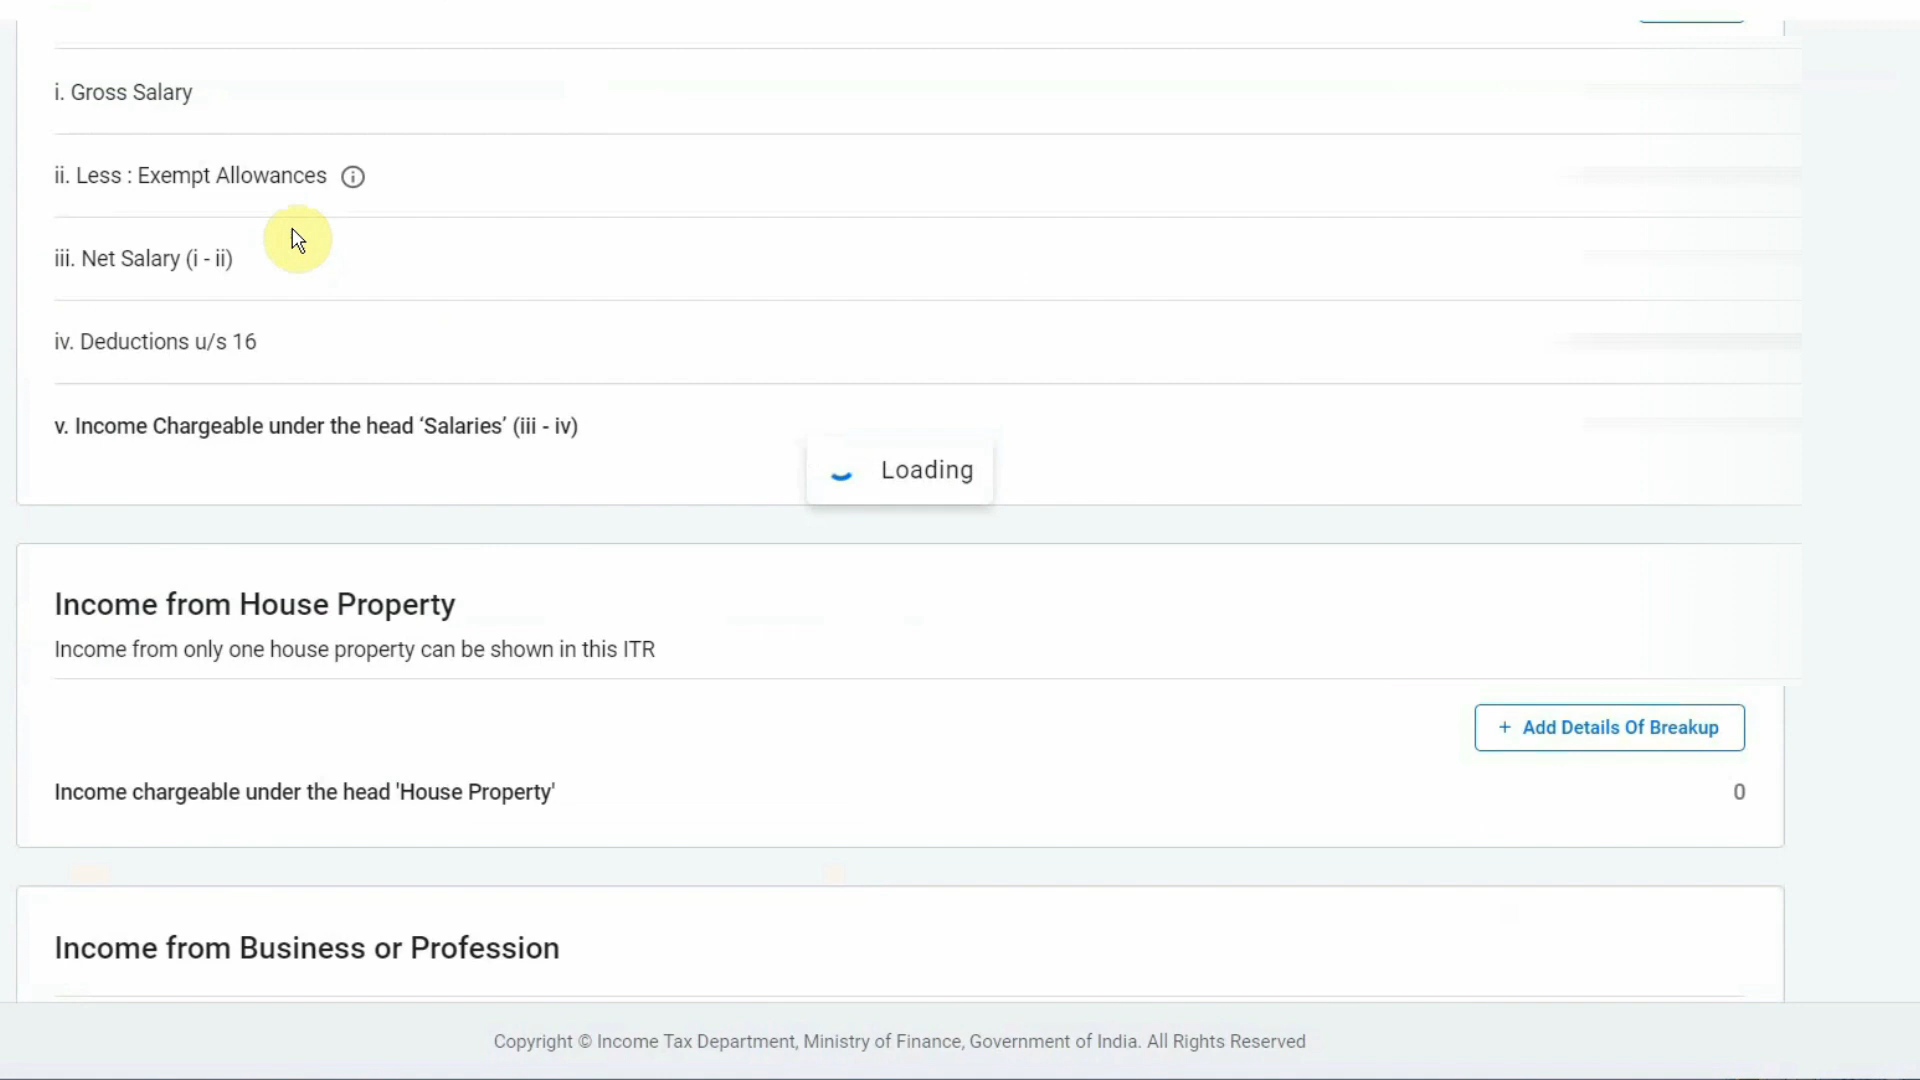 i. Gross Salary
ii. Less : Exempt Allowances
iii. Net Salary (i - ii)
iv. Deductions u/s 16
v. Income Chargeable under the head ‘Salaries’ (iii - iv)
Loading
Income from House Property
Income from only one house property can be shown in this ITR
+ Add Details Of Breakup
Income chargeable under the head 'House Property' 0
Income from Business or Profession
Copyright © Income Tax Department, Ministry of Finance, Government of India. All Rights Reserved